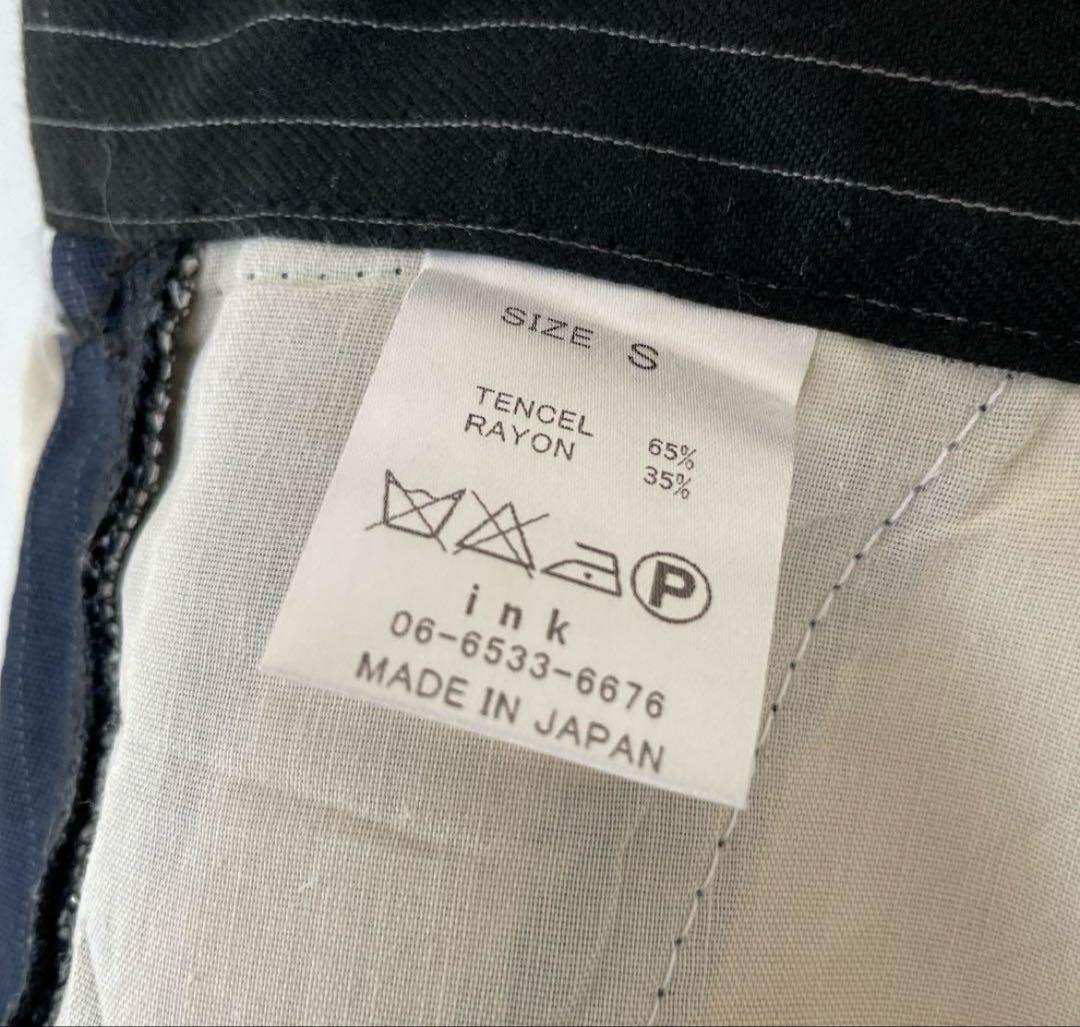 SIZE S
TENCEL 65%
RAYON 35%
P
ink
06-6533-6676
MADE IN JAPAN